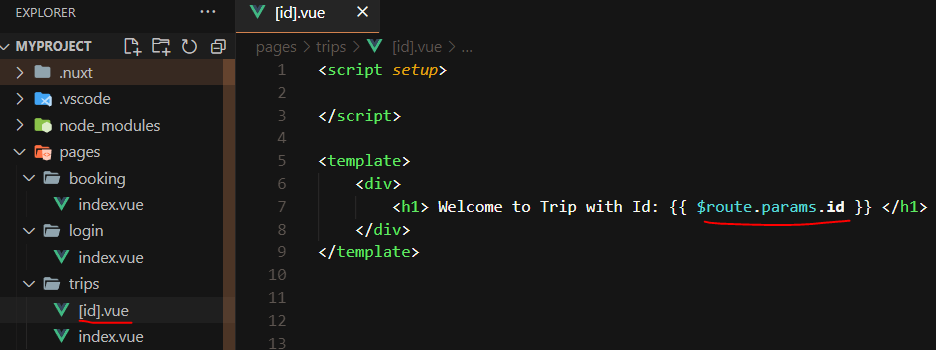 EXPLORER ···
MYPROJECT
.nuxt
.vscode
node_modules
pages
booking
index.vue
login
index.vue
trips
[id].vue
index.vue
[id].vue
pages > trips > [id].vue > ...
1 <script setup>
2
3 </script>
4
5 <template>
6 <div>
7 <h1> Welcome to Trip with Id: {{ $route.params.id }} </h1>
8 </div>
9 </template>
10
11
12
13